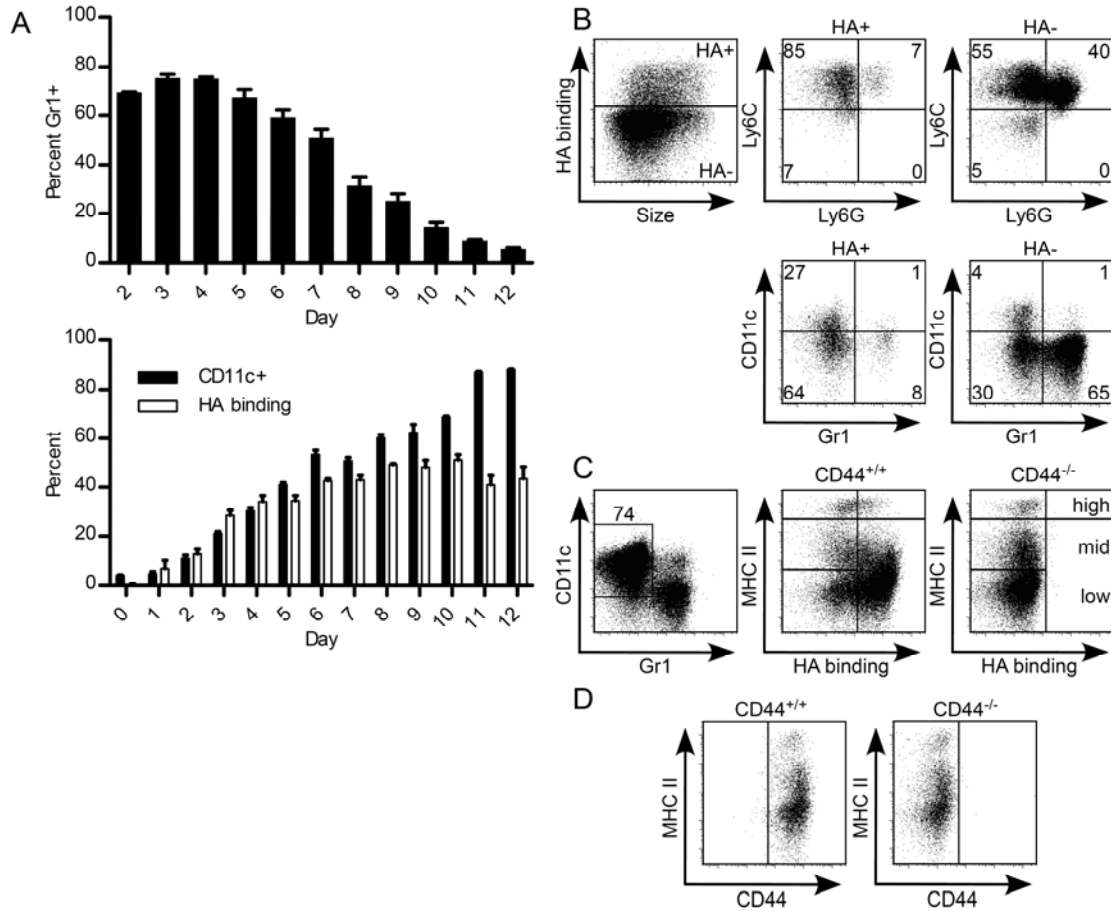 A
Percent Gr1+
100
80
60
40
20
0
2 3 4 5 6 7 8 9 10 11 12
Day
Percent
100
80
60
40
20
0
CD11c+
HA binding
0 1 2 3 4 5 6 7 8 9 10 11 12
Day
B
HA binding
HA+
HA-
Size
HA+
85 7
7 0
Ly6C
Ly6G
HA-
55 40
5 0
Ly6C
Ly6G
HA+
27 1
64 8
CD11c
Gr1
HA-
4 1
30 65
CD11c
Gr1
C
74
CD11c
Gr1
CD44+/+
MHC II
HA binding
CD44-/-
high
mid
low
MHC II
HA binding
D
CD44+/+
MHC II
CD44
CD44-/-
MHC II
CD44